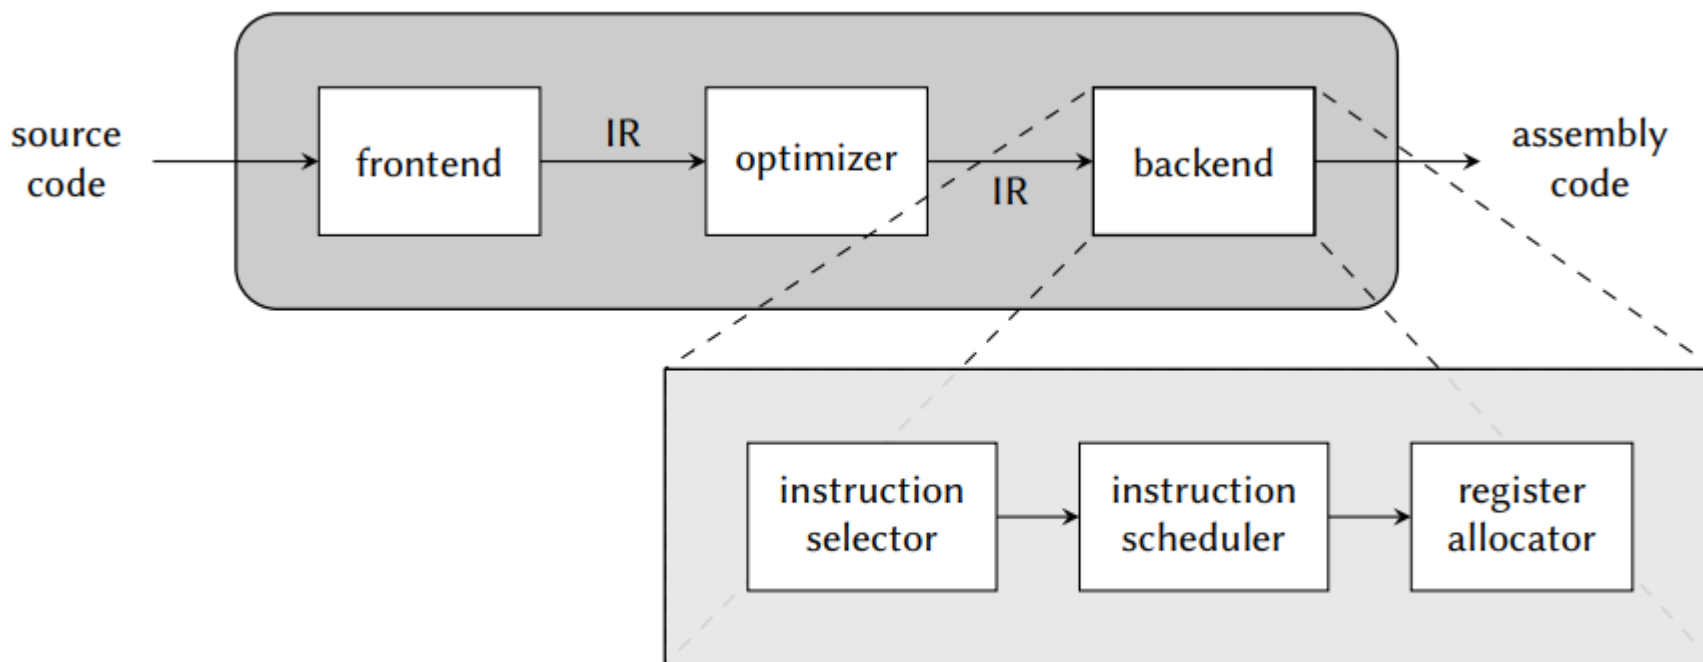 source
code
frontend
IR
optimizer
IR
backend
assembly
code
instruction
selector
instruction
scheduler
register
allocator